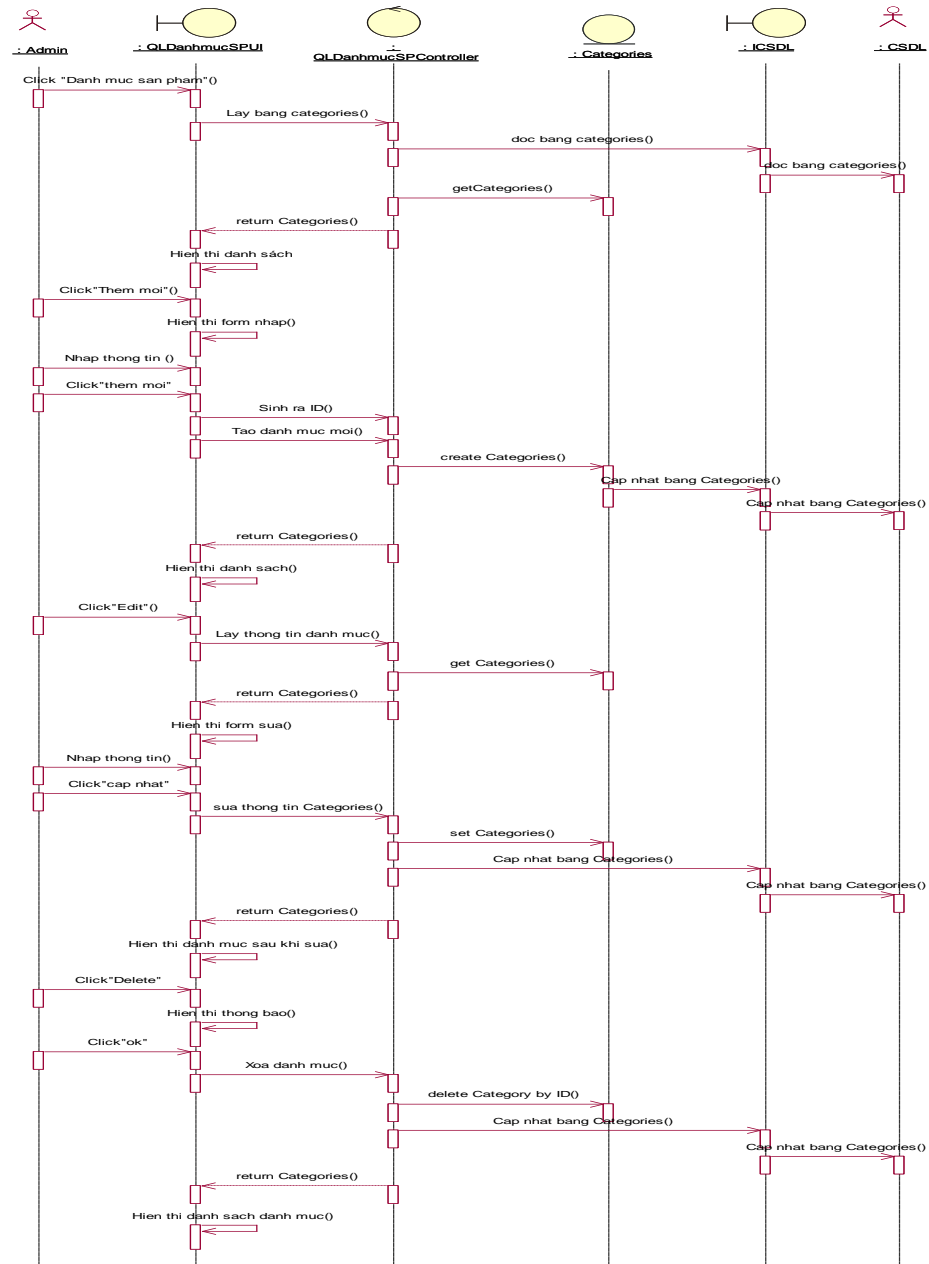 : Admin
: QLDanhmucSPUI
:
QLDanhmucSPController
: Categories
: ICSDL
: CSDL
Click "Danh muc san pham"()
Lay bang categories()
doc bang categories()
doc bang categories()
getCategories()
return Categories()
Hien thi danh sách
Click"Them moi"()
Hien thi form nhap()
Nhap thong tin ()
Click"them moi"
Sinh ra ID()
Tao danh muc moi()
create Categories()
Cap nhat bang Categories()
Cap nhat bang Categories()
return Categories()
Hien thi danh sach()
Click"Edit"()
Lay thong tin danh muc()
get Categories()
return Categories()
Hien thi form sua()
Nhap thong tin()
Click"cap nhat"
sua thong tin Categories()
set Categories()
Cap nhat bang Categories()
Cap nhat bang Categories()
return Categories()
Hien thi danh muc sau khi sua()
Click"Delete"
Hien thi thong bao()
Click"ok"
Xoa danh muc()
delete Category by ID()
Cap nhat bang Categories()
Cap nhat bang Categories()
return Categories()
Hien thi danh sach danh muc()